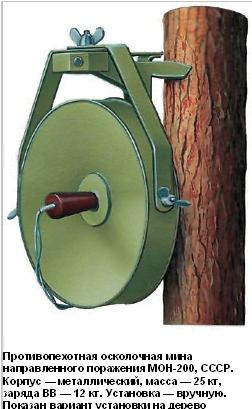 Противопехотная осколочная мина
направленного поражения МОН-200, СССР.
Корпус — металлический, масса — 25 кг,
заряда ВВ — 12 кг. Установка — вручную.
Показан вариант установки на дерево